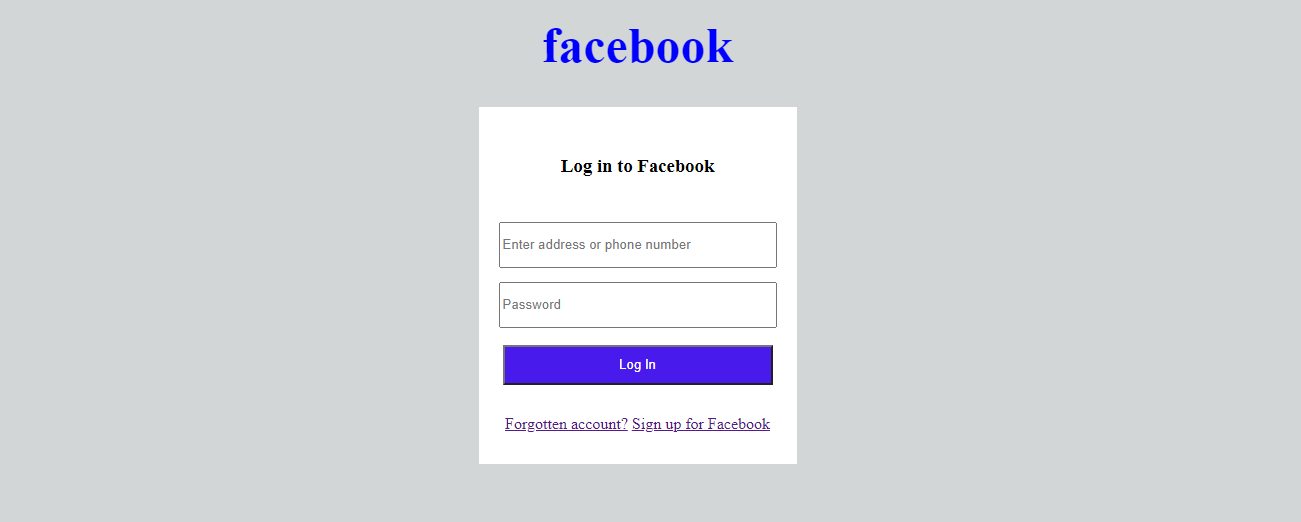 facebook
Log in to Facebook
Enter address or phone number
Password
Log In
Forgotten account? Sign up for Facebook